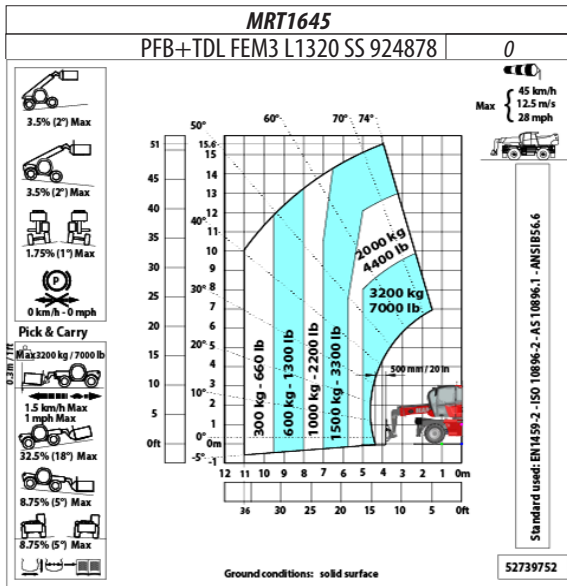 MRT1645
PFB+TDL FEM3 L1320 SS 924878
0
3.5% (2°) Max
3.5% (2°) Max
1.75% (1°) Max
P
0 km/h - 0 mph
Pick & Carry
0.3m / 1ft
Max3200 kg / 7000 lb
1.5 km/h Max
1 mph Max
32.5% (18°) Max
8.75% (5°) Max
8.75% (5°) Max
Max
45 km/h
12.5 m/s
28 mph
50° 60° 70° 74°
40°
30°
20°
10°
0°
-5°
51
45
40
35
30
25
20
15
10
5
0ft
15.6
15
14
13
12
11
10
9
8
7
6
5
4
3
2
1
0m
-1
300 kg - 660 lb
600 kg - 1300 lb
1000 kg -2200 lb
1500 kg - 3300 lb
2000 kg
4400 lb
3200 kg
7000 lb
500 mm / 20 in
12 11 10 9 8 7 6 5 4 3 2 1 0m
36 30 25 20 15 10 5 0ft
Standard used: EN1459-2 - ISO 10896-2 - AS 10896.1 - ANSI B56.6
Ground conditions: solid surface
52739752